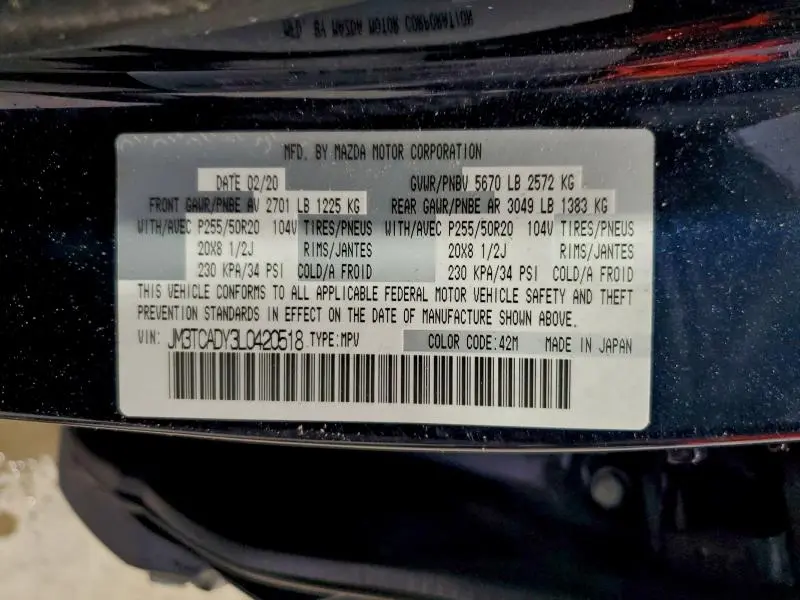 MFD. BY MAZDA MOTOR CORPORATION
DATE 02/20 GVWR/PNBV 5670 LB 2572 KG
FRONT GAWR/PNBE AV 2701 LB 1225 KG REAR GAWR/PNBE AR 3049 LB 1383 KG
WITH/AVEC P255/50R20 104V TIRES/PNEUS WITH/AVEC P255/50R20 104V TIRES/PNEUS
20X8 1/2J RIMS/JANTES 20X8 1/2J RIMS/JANTES
230 KPA/34 PSI COLD/A FROID 230 KPA/34 PSI COLD/A FROID
THIS VEHICLE CONFORMS TO ALL APPLICABLE FEDERAL MOTOR VEHICLE SAFETY AND THEFT
PREVENTION STANDARDS IN EFFECT ON THE DATE OF MANUFACTURE SHOWN ABOVE.
VIN: JM3TCADY3L0420518 TYPE:MPV COLOR CODE:42M MADE IN JAPAN